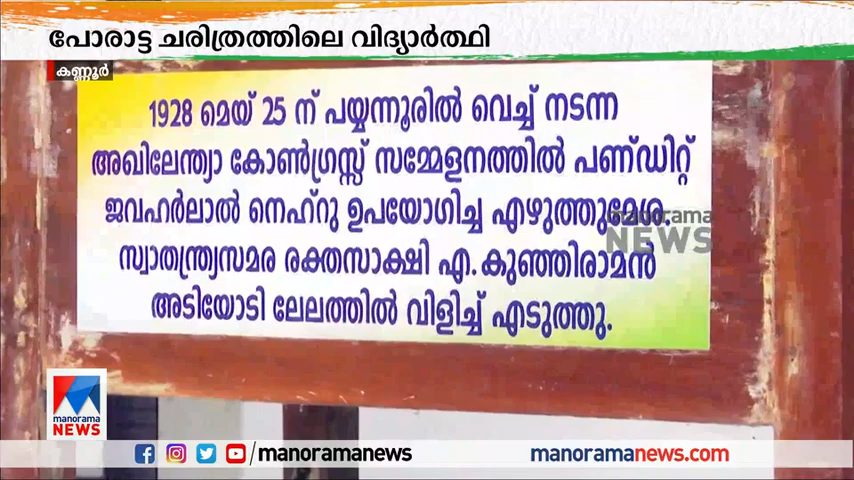 പോരാട്ട ചരിത്രത്തിലെ വിദ്യാർത്ഥി
കണ്ണൂർ
1928 മെയ് 25 ന് പയ്യന്നൂരിൽ വെച്ച് നടന്ന
അഖിലേന്ത്യാ കോൺഗ്രസ്സ് സമ്മേളനത്തിൽ പണ്ഡിറ്റ്
ജവഹർലാൽ നെഹ്റു ഉപയോഗിച്ച എഴുത്തുമേശ.
manorama
NEWS
സ്വാതന്ത്ര്യസമര രക്തസാക്ഷി എ.കുഞ്ഞിരാമൻ
അടിയോടി ലേലത്തിൽ വിളിച്ച് എടുത്തു.
manorama
NEWS
/manoramanews
manoramanews.com